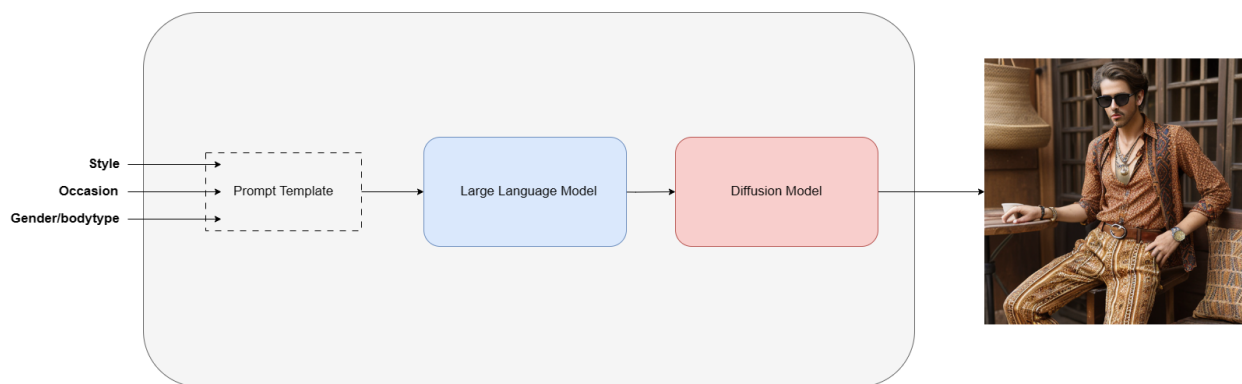 Style
Occasion
Gender/bodytype
Prompt Template
Large Language Model
Diffusion Model